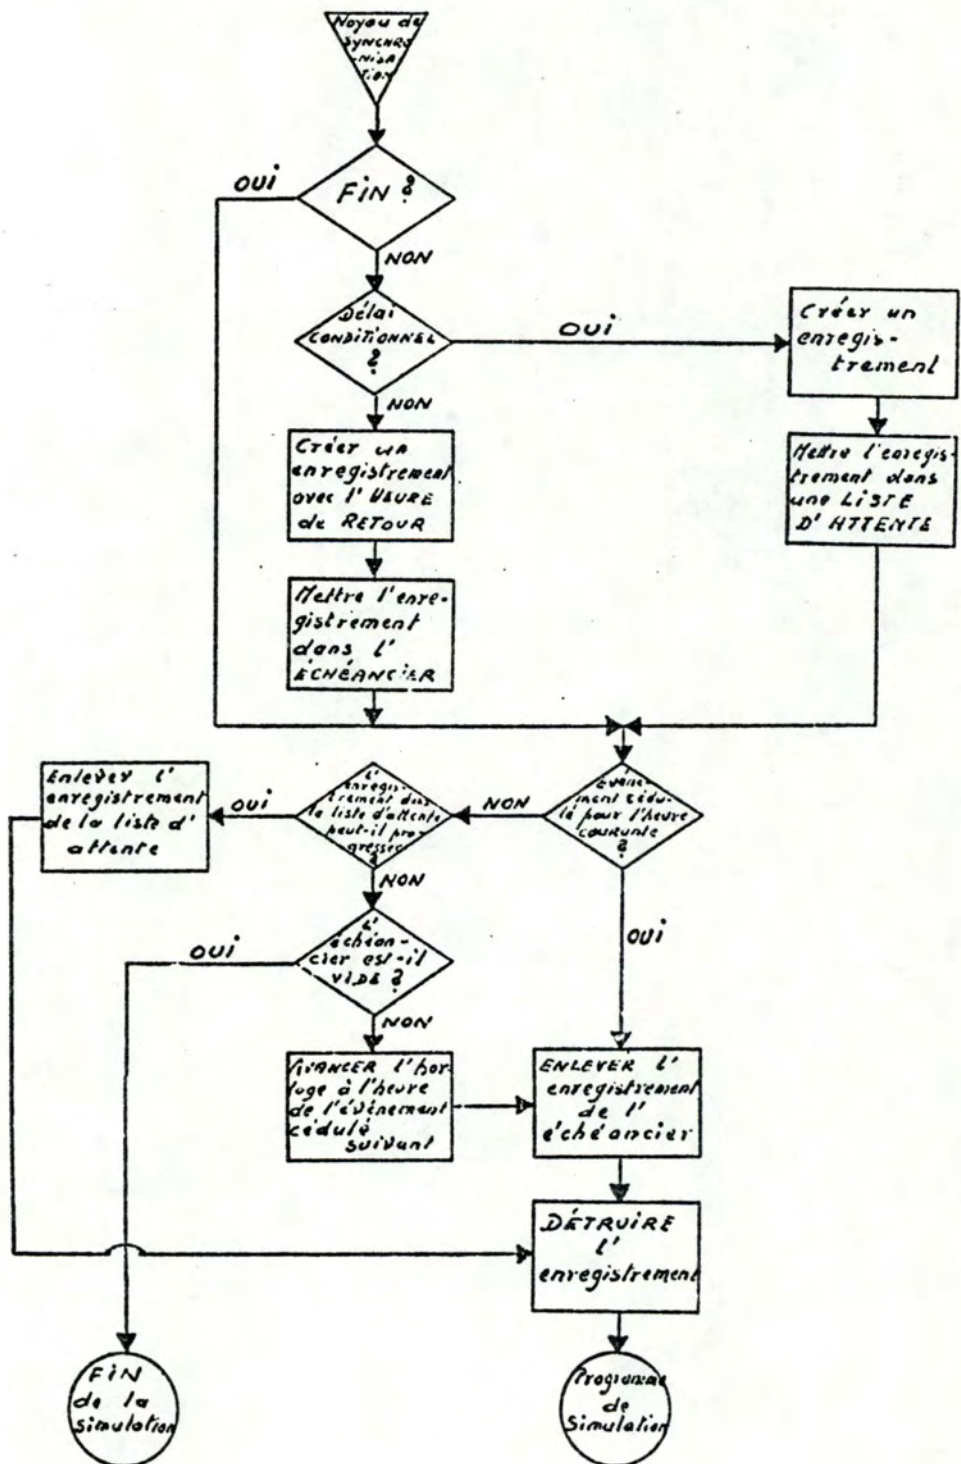 Noyau de
SYNCHRO
-NISA
TION
OUI
FIN ?
NON
Délai
CONDITIONNEL
?
OUI
NON
Créer un
enregis-
trement
Créer un
enregistrement
avec l'HEURE
de RETOUR
Mettre l'enregis-
trement dans
une LISTE
D'ATTENTE
Mettre l'enre-
gistrement
dans l'
ÉCHÉANCIER
Enlever l'
enregistrement
de la liste d'
attente
OUI
L'
enregis-
trement dans
la liste d'attente
peut-il pro-
gresser
?
NON
Événe-
ment cédu-
lé pour l'heure
courante
?
NON
OUI
L'
échéan-
cier est-il
VIDE ?
OUI
NON
AVANCER l'hor-
loge à l'heure
de l'événement
cédulé
suivant
ENLEVER l'
enregistrement
de l'
échéancier
DÉTRUIRE
l'
enregistrement
FIN
de la
simulation
Programme
de
Simulation